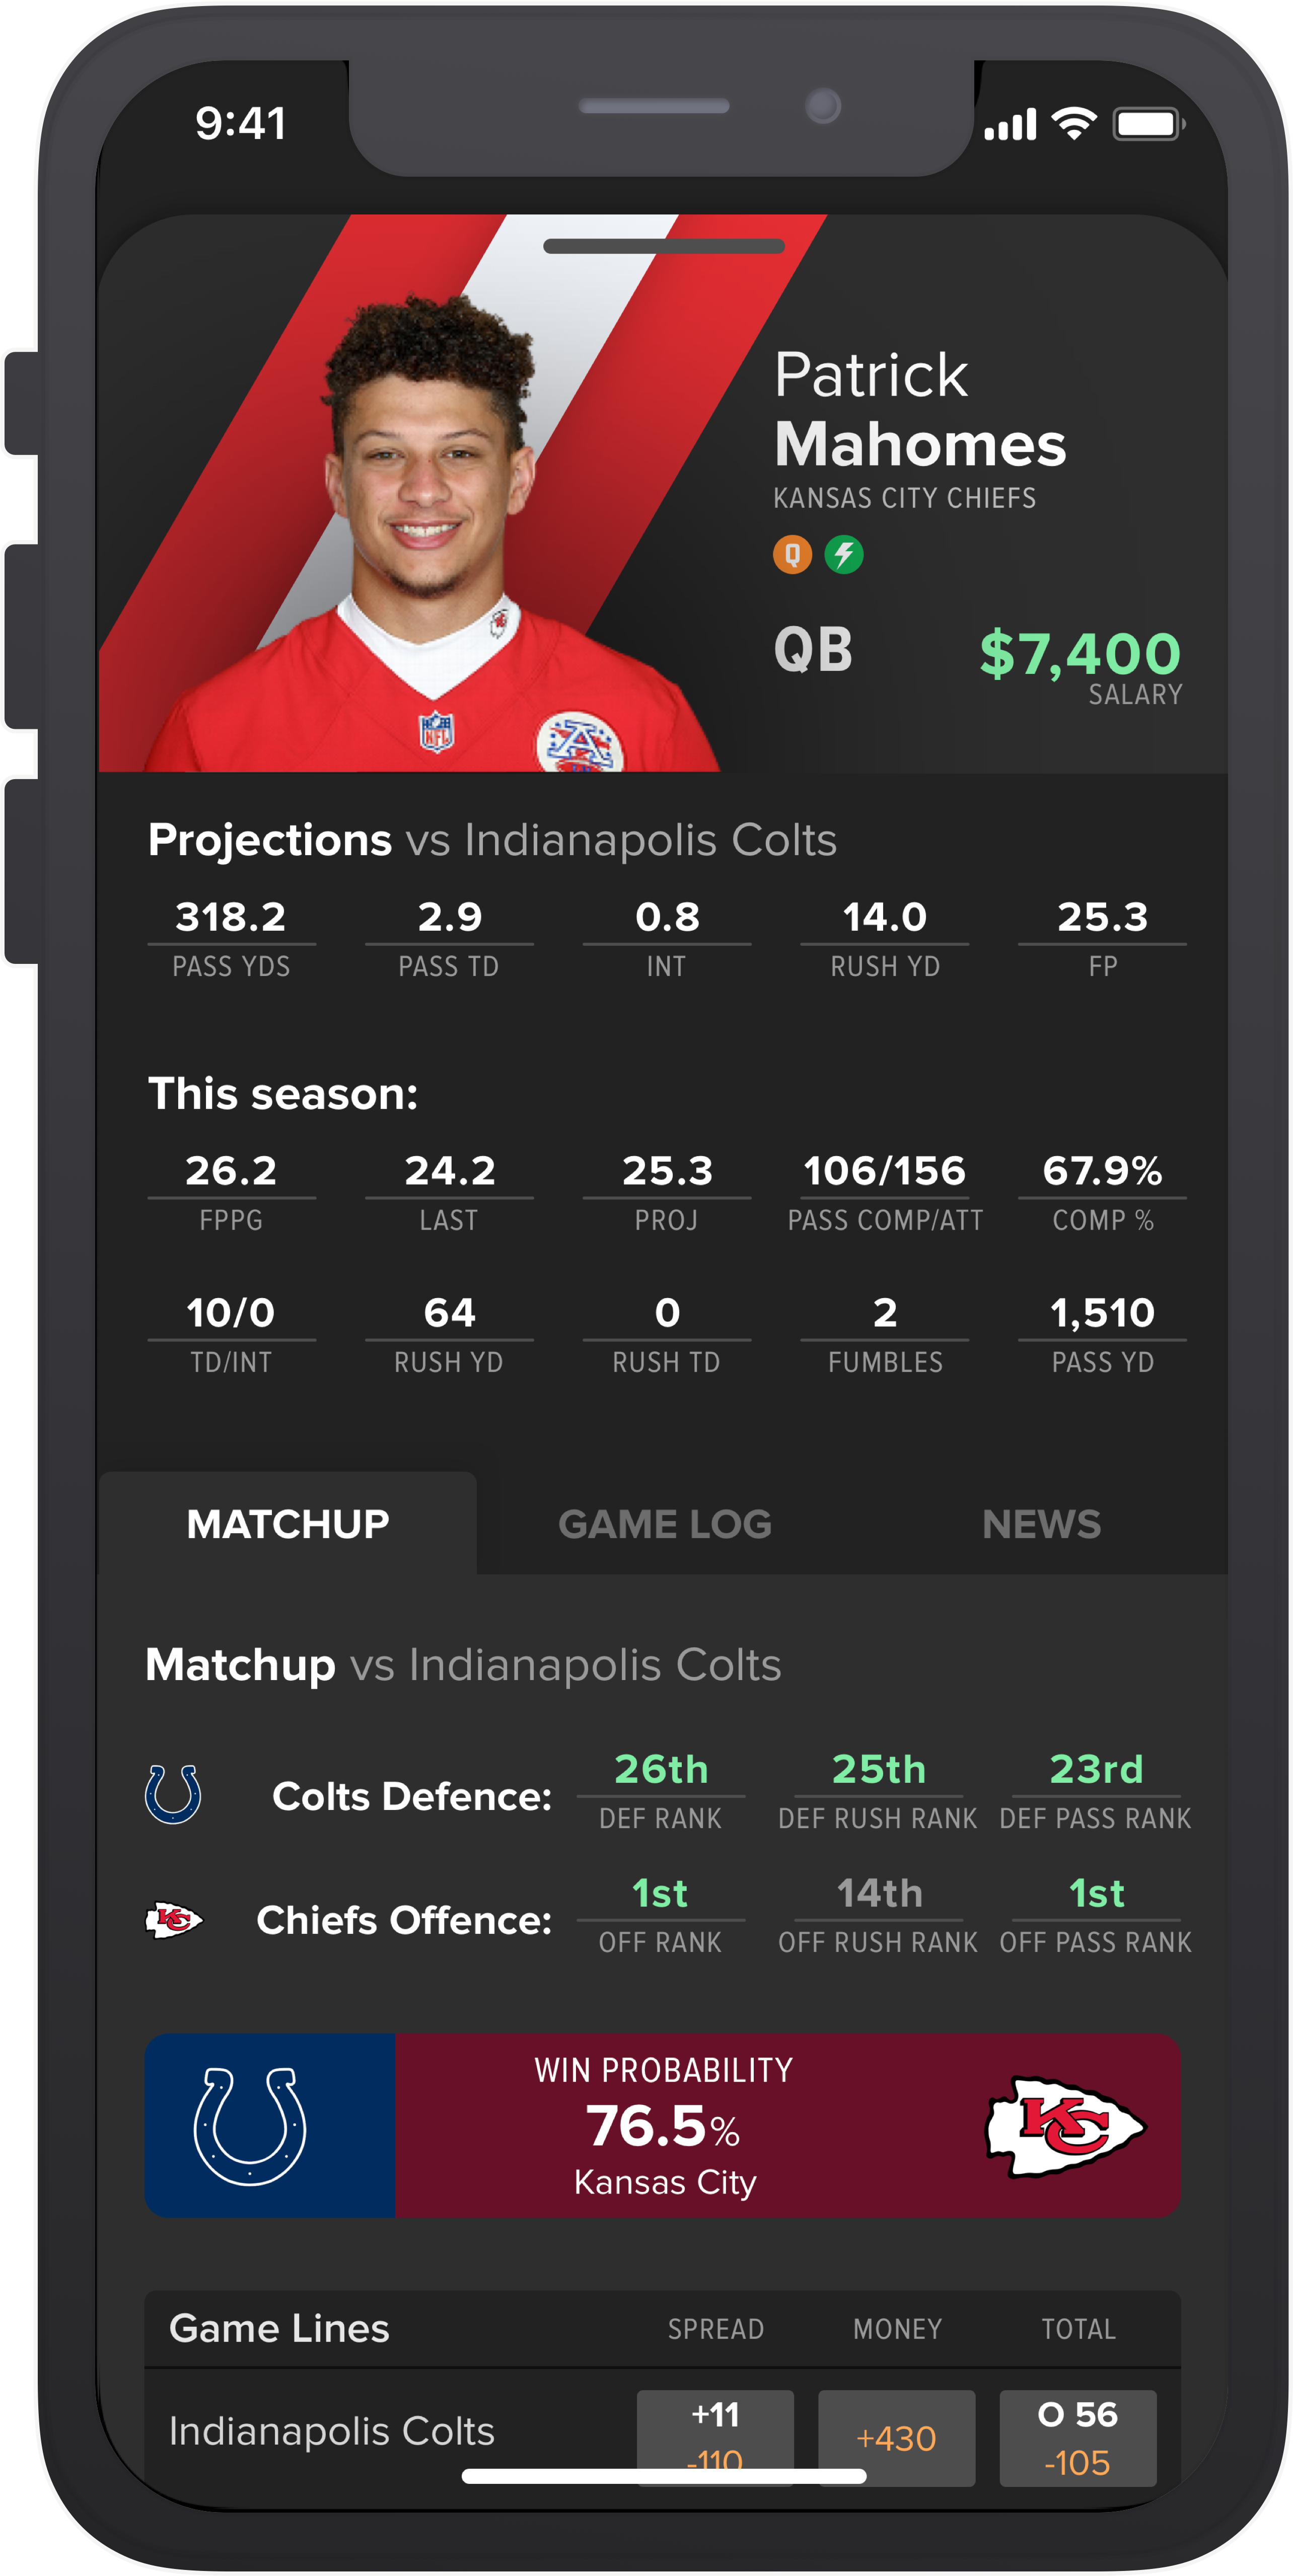 9:41
Patrick
Mahomes
KANSAS CITY CHIEFS
Q
QB
$7,400
SALARY
NFL
A
Projections vs Indianapolis Colts
318.2 2.9 0.8 14.0 25.3
PASS YDS PASS TD INT RUSH YD FP
This season:
26.2 24.2 25.3 106/156 67.9%
FPPG LAST PROJ PASS COMP/ATT COMP %
10/0 64 0 2 1,510
TD/INT RUSH YD RUSH TD FUMBLES PASS YD
MATCHUP GAME LOG NEWS
Matchup vs Indianapolis Colts
Colts Defence: 26th 25th 23rd
DEF RANK DEF RUSH RANK DEF PASS RANK
KC Chiefs Offence: 1st 14th 1st
OFF RANK OFF RUSH RANK OFF PASS RANK
WIN PROBABILITY
76.5%
Kansas City
KC
Game Lines SPREAD MONEY TOTAL
Indianapolis Colts +11 +430 O 56
-110 -105